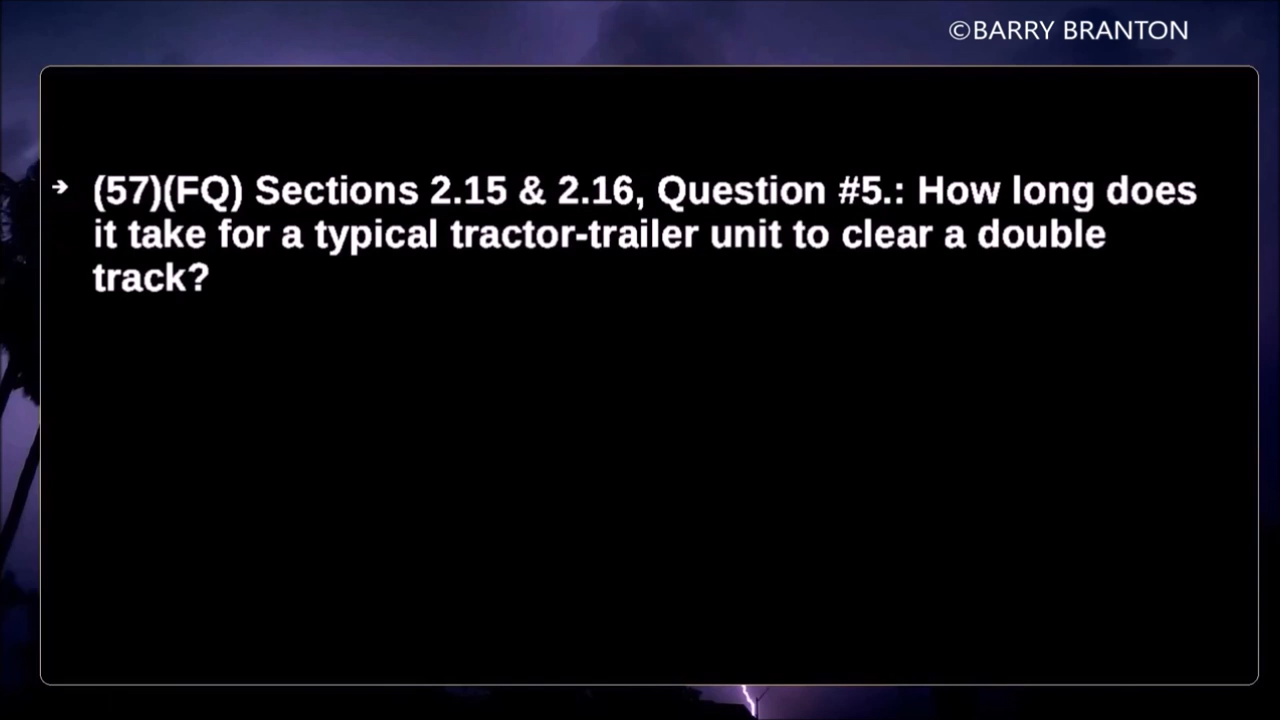 ©BARRY BRANTON
➔ (57)(FQ) Sections 2.15 & 2.16, Question #5.: How long does
it take for a typical tractor-trailer unit to clear a double
track?